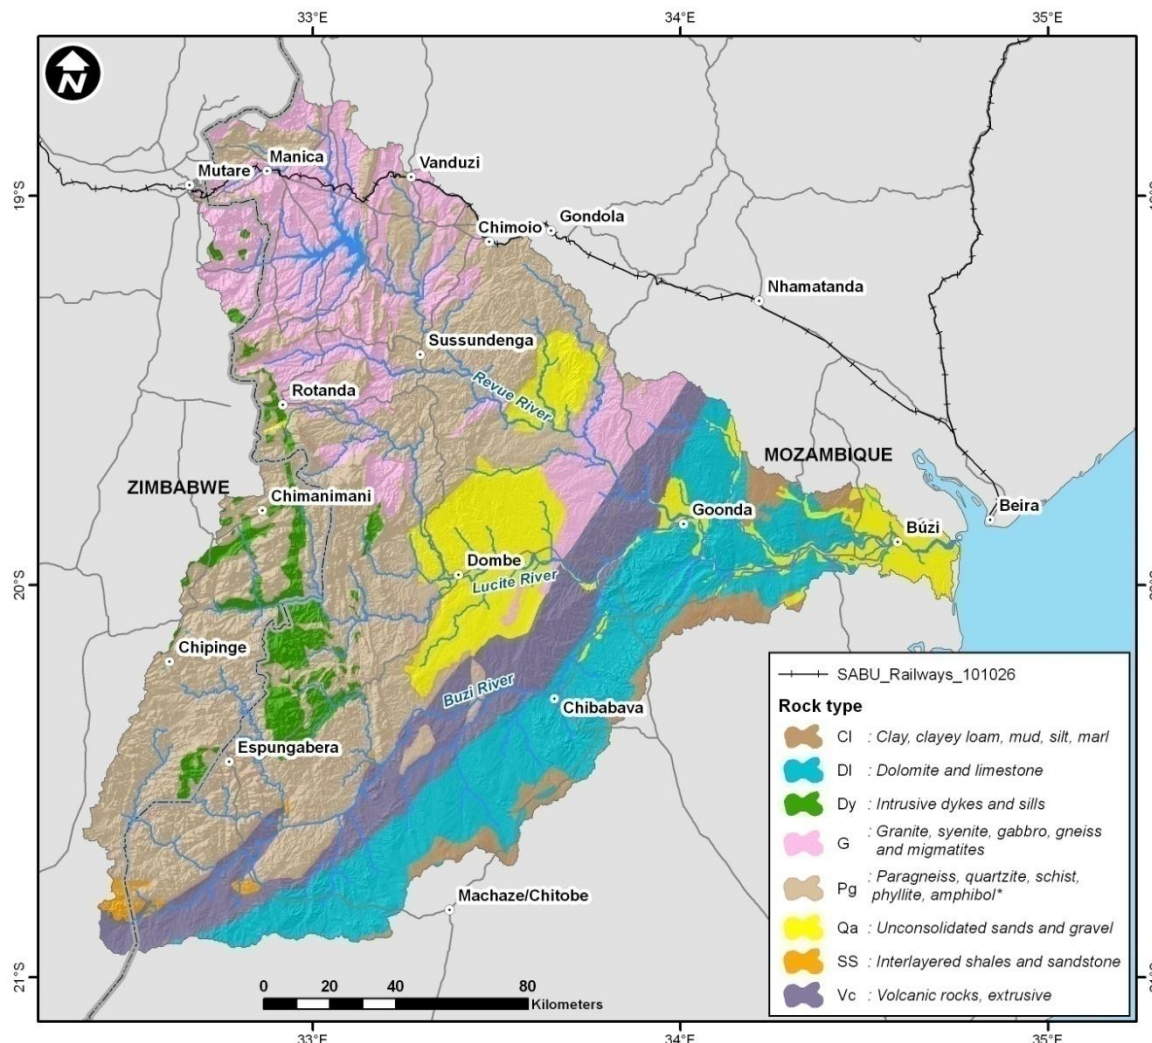 33°E
34°E
35°E
N
Manica
Vanduzi
Mutare
19°S
Gondola
Chimoio
Nhamatanda
Sussundenga
Revue River
Rotanda
MOZAMBIQUE
ZIMBABWE
Chimanimani
Goonda
Beira
Búzi
Dombe
Lucite River
20°S
Chipinge
Buzi River
Chibabava
Espungabera
Machaze/Chitobe
SABU_Railways_101026
Rock type
Cl : Clay, clayey loam, mud, silt, marl
Dl : Dolomite and limestone
Dy : Intrusive dykes and sills
G : Granite, syenite, gabbro, gneiss
and migmatites
Pg : Paragneiss, quartzite, schist,
phyllite, amphibol*
Qa : Unconsolidated sands and gravel
SS : Interlayered shales and sandstone
Vc : Volcanic rocks, extrusive
21°S
0 20 40 80
Kilometers
33°E
34°E
35°E